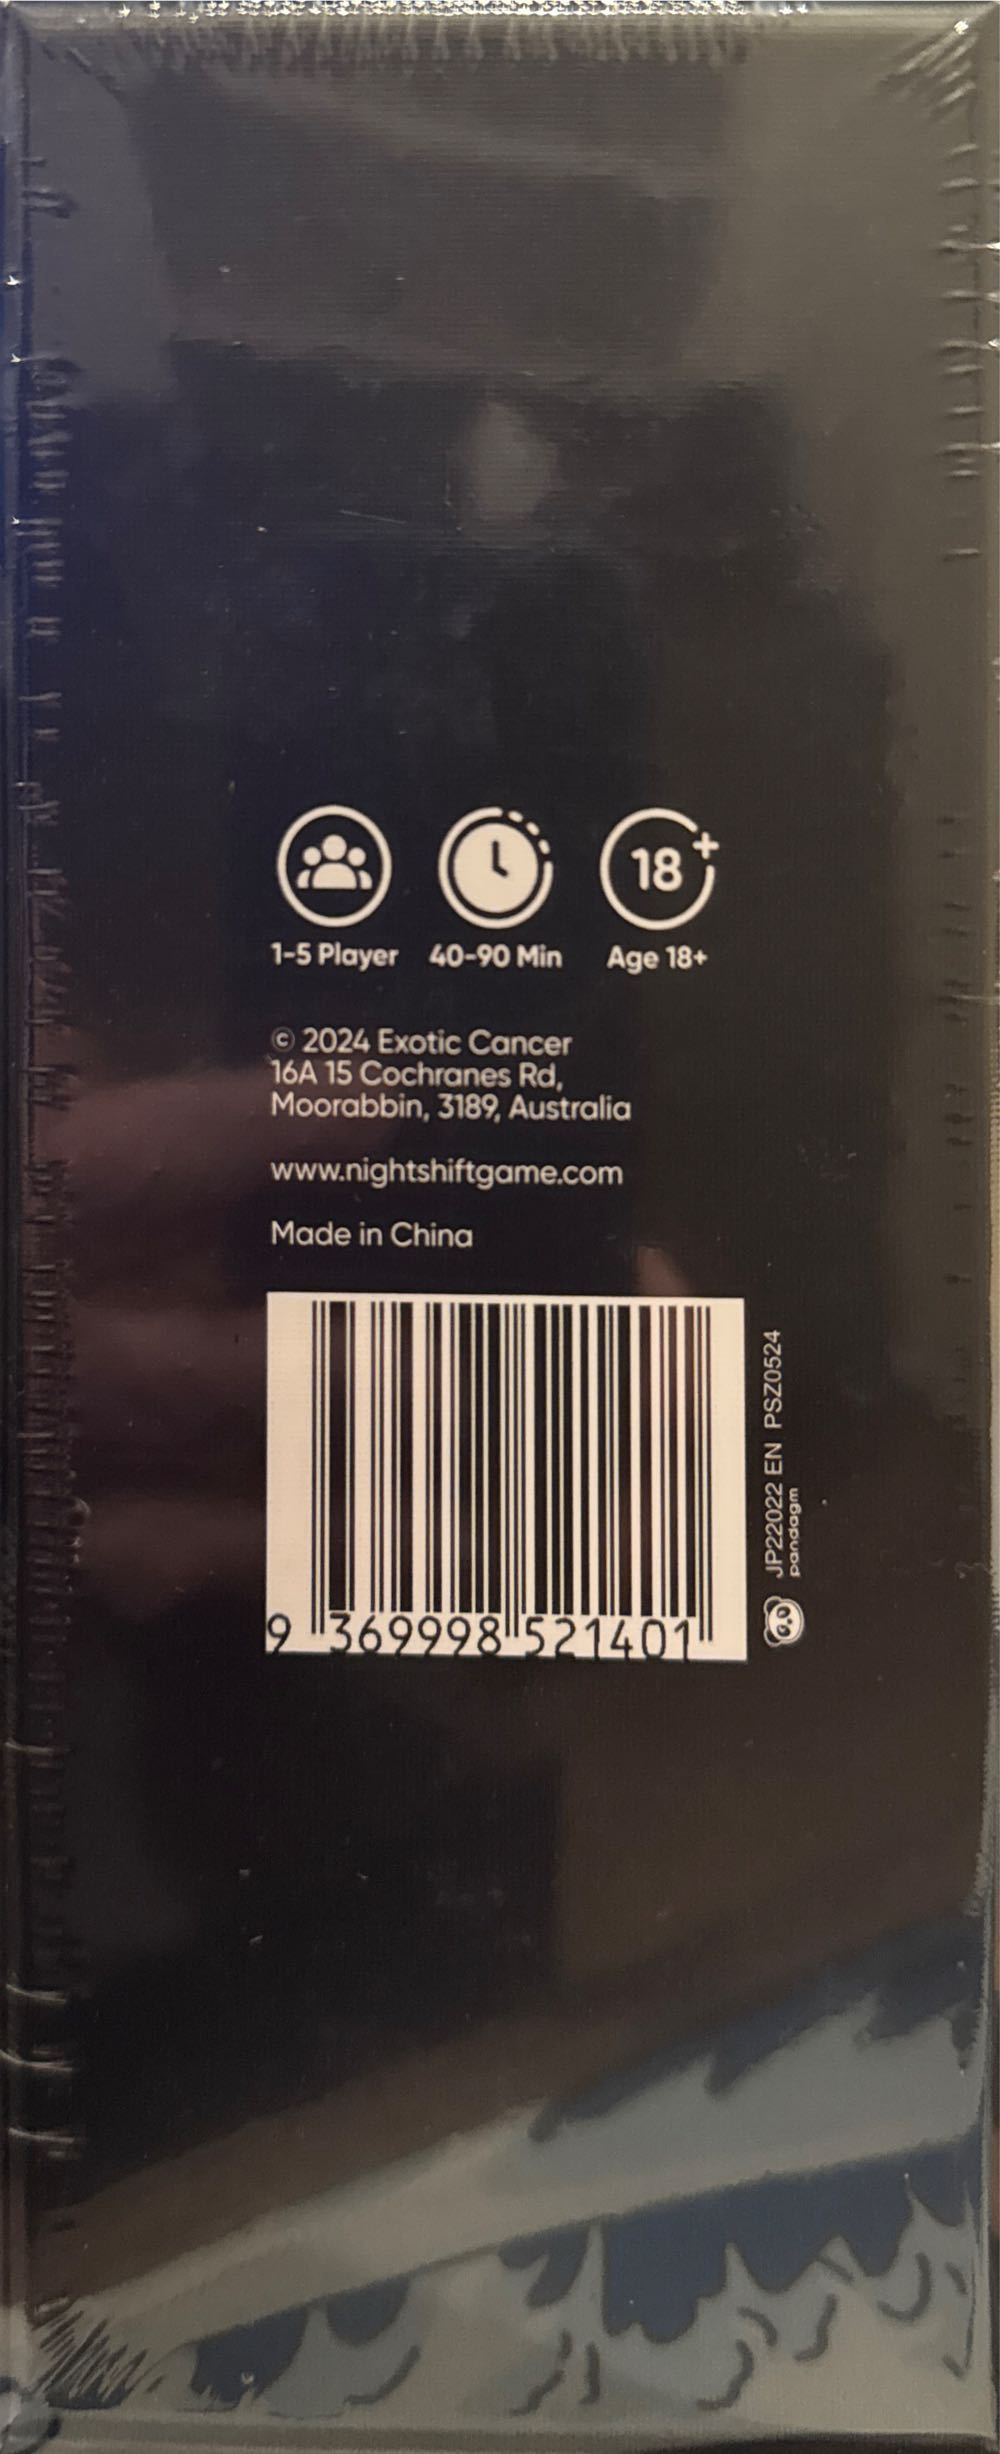 18+
1-5 Player 40-90 Min Age 18+
© 2024 Exotic Cancer
16A 15 Cochranes Rd,
Moorabbin, 3189, Australia
www.nightshiftgame.com
Made in China
9 369998 521401
JP22022 EN PSZ0524
pandagm